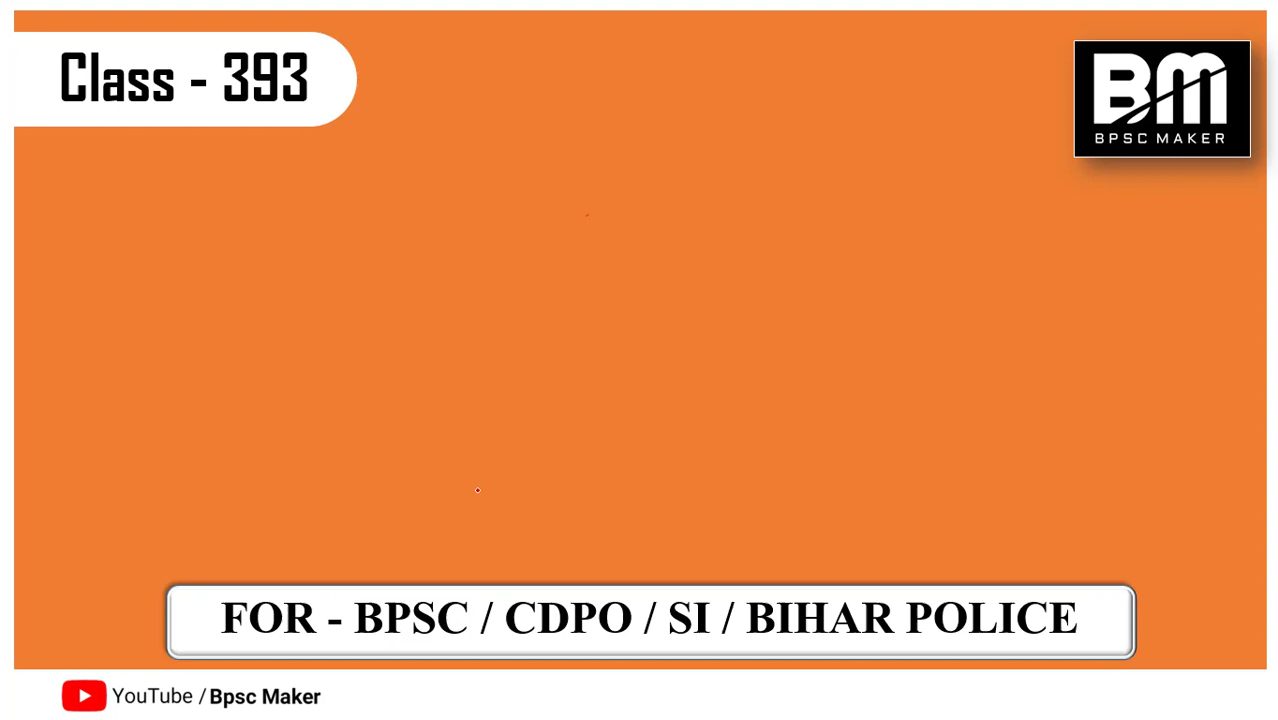 Class - 393
BM
BPSC MAKER
FOR - BPSC / CDPO / SI / BIHAR POLICE
YouTube / Bpsc Maker